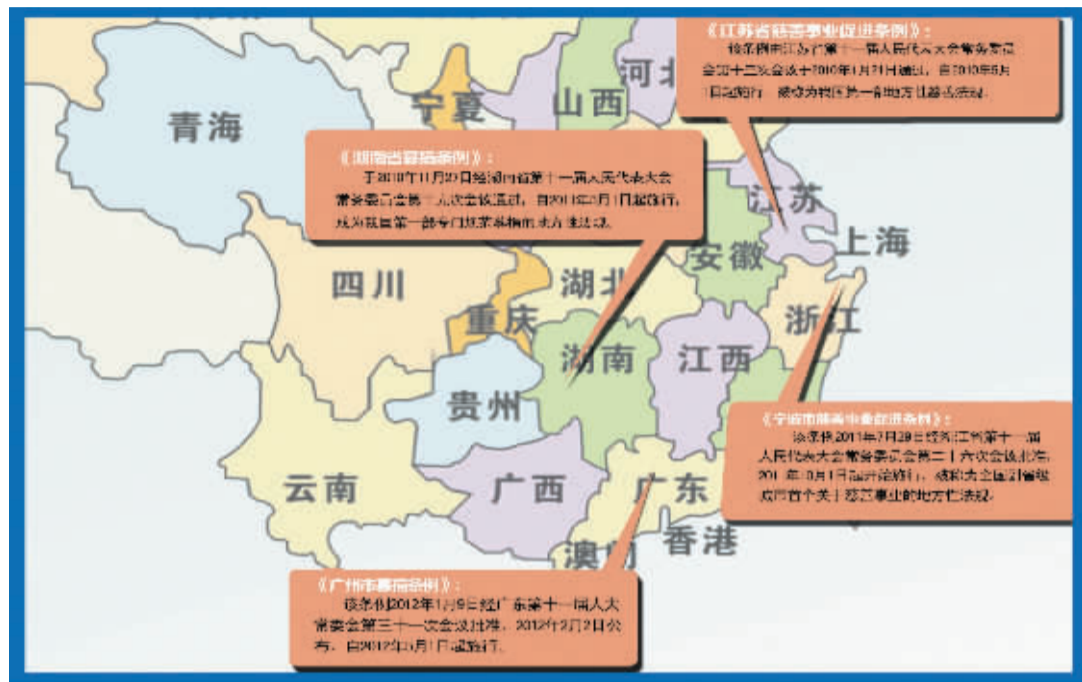 《江苏省慈善事业促进条例》：
该条例由江苏省第十一届人民代表大会常务委员
会第十三次会议于2010年1月21日通过，自2010年5月
1日起施行，被称为我国第一部地方性慈善法规。
河北
山西
宁夏
青海
《湖南省募捐条例》：
于2010年11月27日经湖南省第十一届人民代表大会
常务委员会第十九次会议通过，自2011年5月1日起施行，
成为我国第一部专门规范募捐的地方性法规。
江苏
上海
安徽
四川
湖北
重庆
浙江
湖南
江西
贵州
《宁波市慈善事业促进条例》：
该条例2011年7月29日经浙江省第十一届
人民代表大会常务委员会第二十六次会议批准，
2011年10月1日起开始施行，被称为全国副省级
城市首个关于慈善事业的地方性法规。
云南
广西
广东
香港
澳门
《广州市募捐条例》：
该条例2012年1月9日经广东第十一届人大
常委会第三十一次会议批准，2012年2月2日公
布，自2012年5月1日起施行。